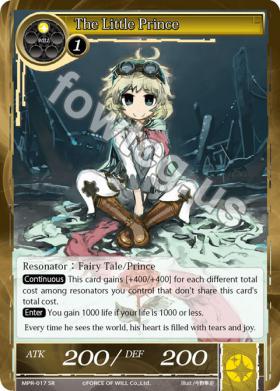 The Little Prince
1
fowtcg.us
Resonator : Fairy Tale/Prince
Continuous This card gains [+400/+400] for each different total
cost among resonators you control that don't share this card's
total cost.
Enter You gain 1000 life if your life is 1000 or less.
Every time he sees the world, his heart is filled with tears and joy.
ATK 200/ DEF 200
MPR-017 SR ©FORCE OF WILL Co.,Ltd.